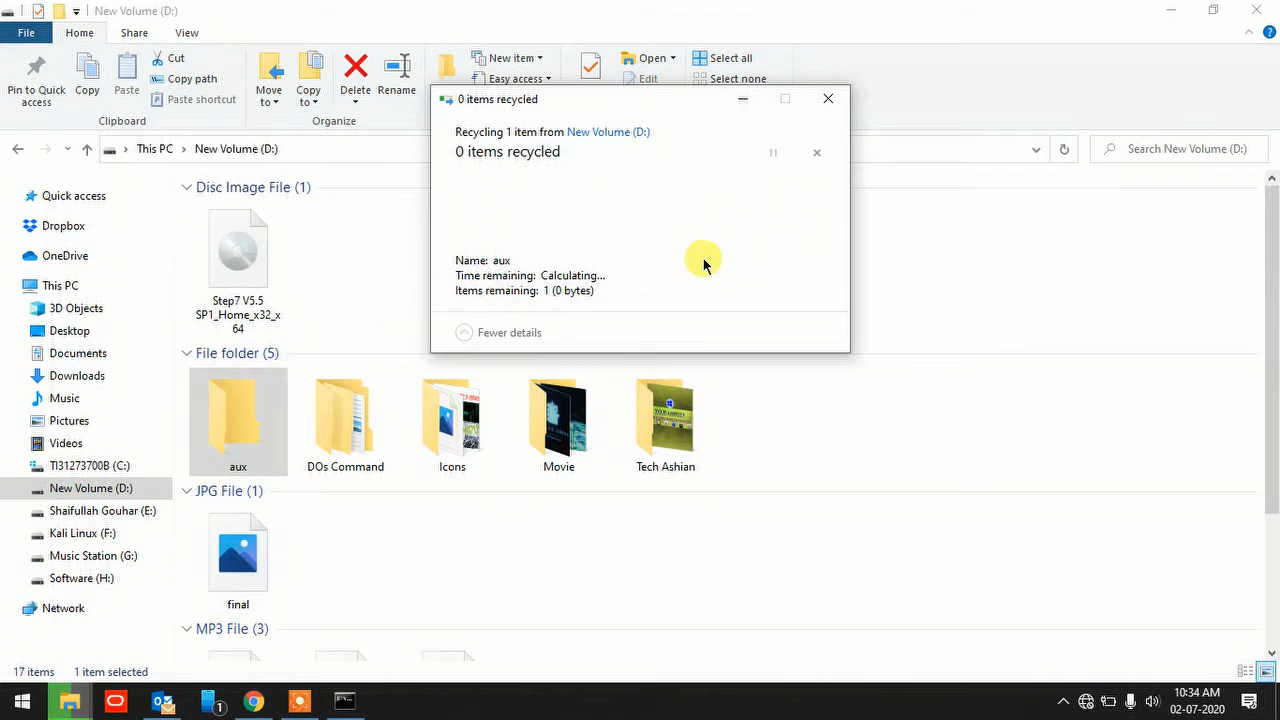 New Volume (D:)
File
Home
Share
View
Pin to Quick access
Copy
Paste
Cut
Copy path
Paste shortcut
Clipboard
Move to
Copy to
Delete
Rename
Organize
New item
Easy access
Open
Edit
Select all
Select none
This PC
New Volume (D:)
Search New Volume (D:)
0 items recycled
Recycling 1 item from New Volume (D:)
0 items recycled
Name: aux
Time remaining: Calculating...
Items remaining: 1 (0 bytes)
Fewer details
Quick access
Dropbox
OneDrive
This PC
3D Objects
Desktop
Documents
Downloads
Music
Pictures
Videos
TI31273700B (C:)
New Volume (D:)
Shaifullah Gouhar (E:)
Kali Linux (F:)
Music Station (G:)
Software (H:)
Network
Disc Image File (1)
Step7 V5.5
SP1_Home_x32_x
64
File folder (5)
aux
DOs Command
Icons
Movie
Tech Ashian
JPG File (1)
final
MP3 File (3)
17 items
1 item selected
1
10:34 AM
02-07-2020